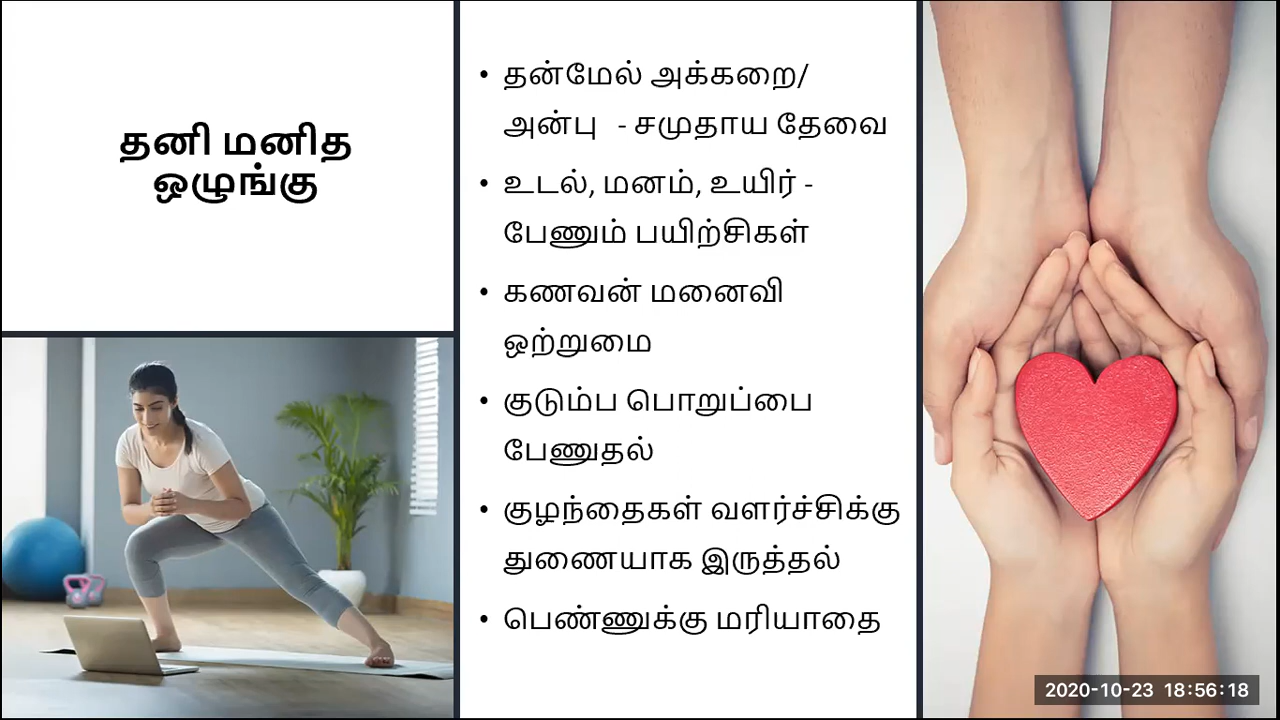 தனி மனித
ஒழுங்கு
• தன்மேல் அக்கறை/
அன்பு - சமுதாய தேவை
• உடல், மனம், உயிர் -
பேணும் பயிற்சிகள்
• கணவன் மனைவி
ஒற்றுமை
• குடும்ப பொறுப்பை
பேணுதல்
• குழந்தைகள் வளர்ச்சிக்கு
துணையாக இருத்தல்
• பெண்ணுக்கு மரியாதை
2020-10-23 18:56:18